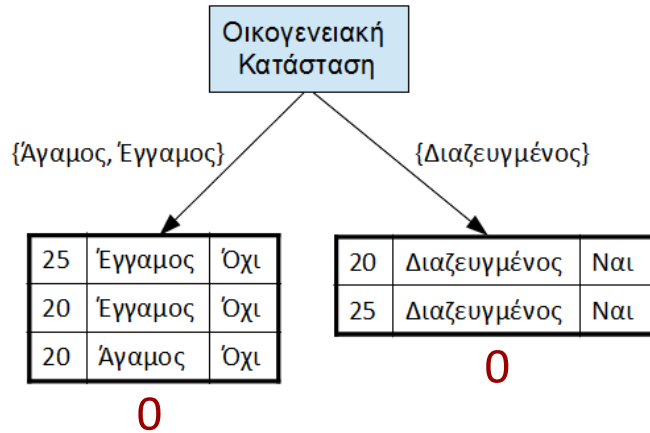 Οικογενειακή
Κατάσταση
{Άγαμος, Έγγαμος}
{Διαζευγμένος}
25 Έγγαμος Όχι
20 Έγγαμος Όχι
20 Άγαμος Όχι
0
20 Διαζευγμένος Ναι
25 Διαζευγμένος Ναι
0